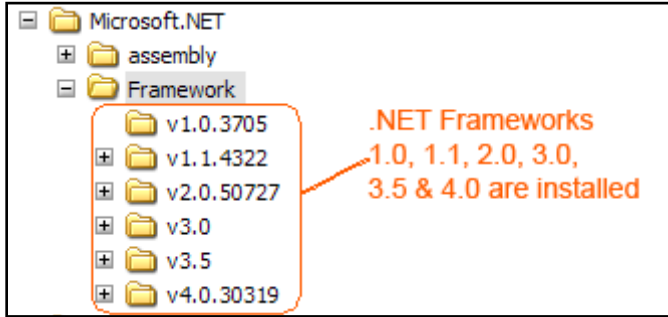 Microsoft.NET
assembly
Framework
v1.0.3705
v1.1.4322
v2.0.50727
v3.0
v3.5
v4.0.30319
.NET Frameworks
1.0, 1.1, 2.0, 3.0,
3.5 & 4.0 are installed